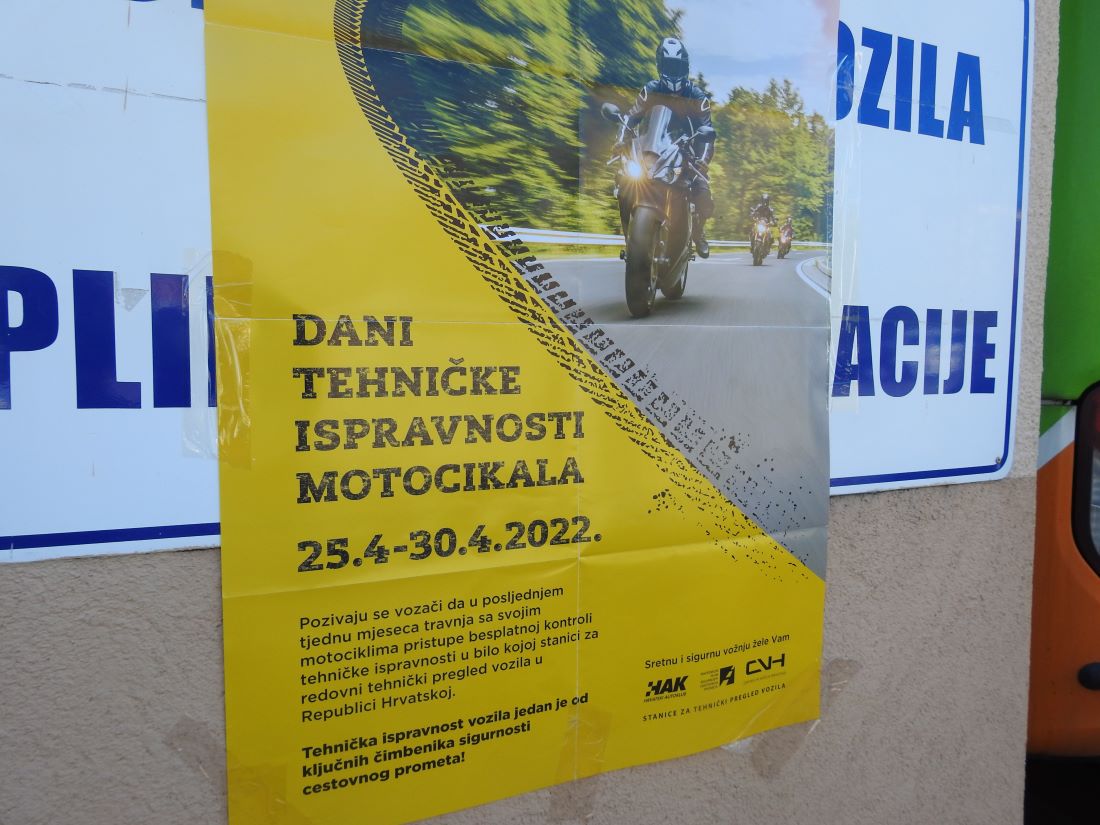 OZILA
PLI
ACIJE
DANI
TEHNIČKE
ISPRAVNOSTI
MOTOCIKALA
25.4-30.4.2022.
Pozivaju se vozači da u posljednjem
tjednu mjeseca travnja sa svojim
motociklima pristupe besplatnoj kontroli
tehničke ispravnosti u bilo kojoj stanici za
redovni tehnički pregled vozila u
Republici Hrvatskoj.
Tehnička ispravnost vozila jedan je od
ključnih čimbenika sigurnosti
cestovnog prometa!
Sretnu i sigurnu vožnju žele Vam
HAK
HRVATSKI AUTOKLUB
CVH
STANICE ZA TEHNIČKI PREGLED VOZILA